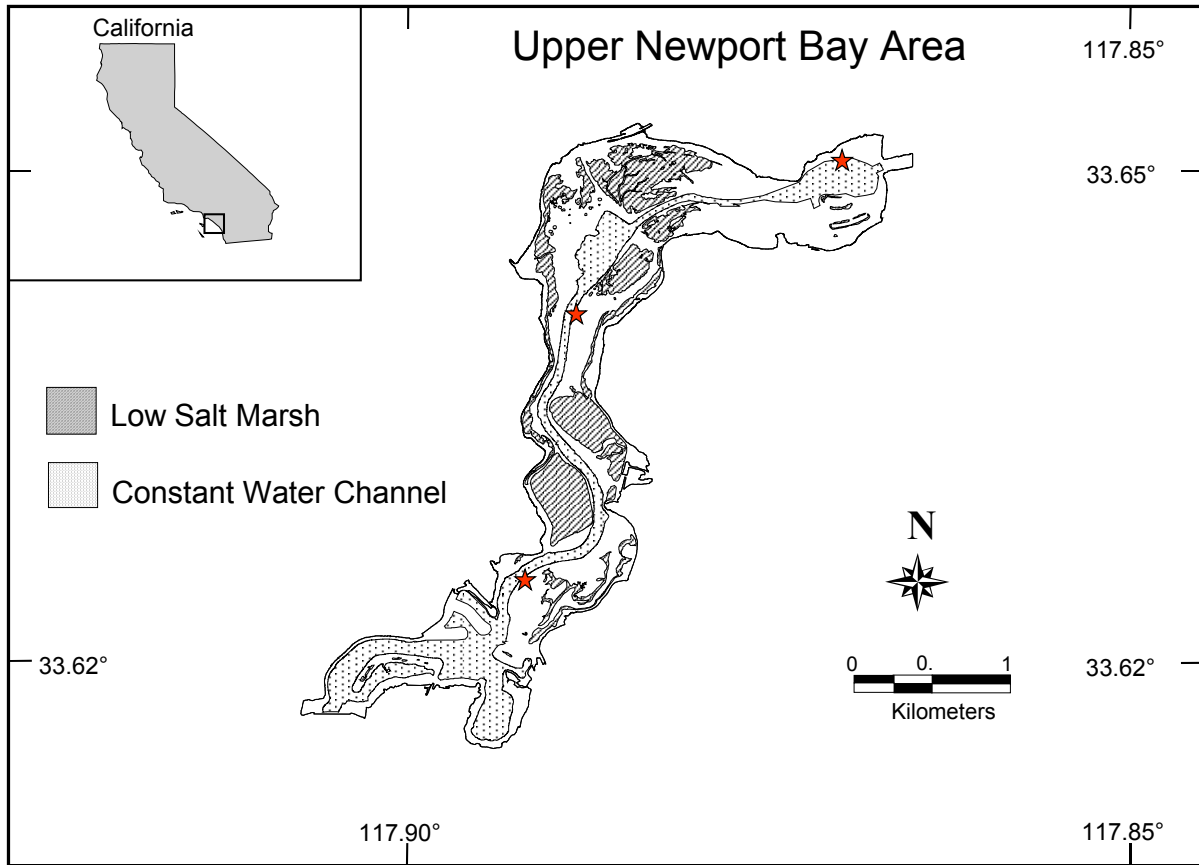 California
Upper Newport Bay Area
117.85°
33.65°
Low Salt Marsh
Constant Water Channel
N
33.62°
0 0. 1
Kilometers
33.62°
117.90°
117.85°